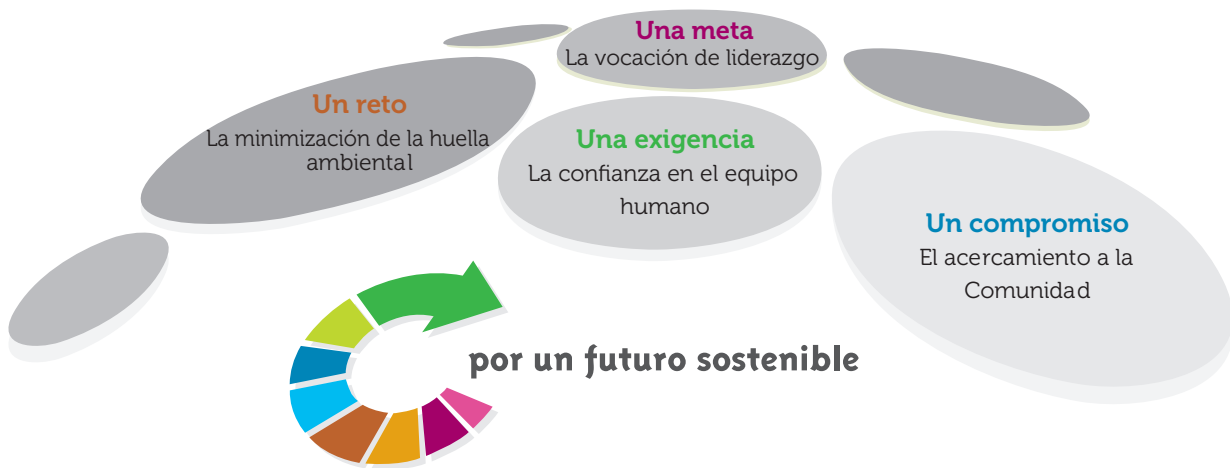 Una meta
La vocación de liderazgo
Un reto
La minimización de la huella
ambiental
Una exigencia
La confianza en el equipo
humano
Un compromiso
El acercamiento a la
Comunidad
por un futuro sostenible